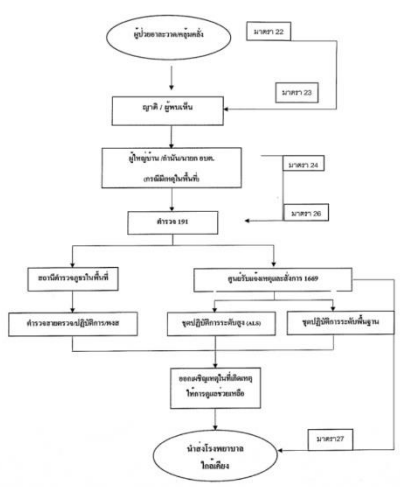 ผู้ป่วยอาละวาด/คลุ้มคลั่ง
มาตรา 22
มาตรา 23
ญาติ / ผู้พบเห็น
ผู้ใหญ่บ้าน /กำนัน/นายก อบต.
(กรณีมีเหตุในพื้นที่)
มาตรา 24
มาตรา 26
ตำรวจ 191
สถานีตำรวจภูธรในพื้นที่
ศูนย์รับแจ้งเหตุและสั่งการ 1669
ตำรวจสายตรวจ/ปฏิบัติการ/
ชุดปฏิบัติการระดับสูง (ALS)
ชุดปฏิบัติการระดับพื้นฐาน
ออกเผชิญเหตุในที่เกิดเหตุ
ให้การดูแลช่วยเหลือ
มาตรา27
นำส่งโรงพยาบาล
ใกล้เคียง